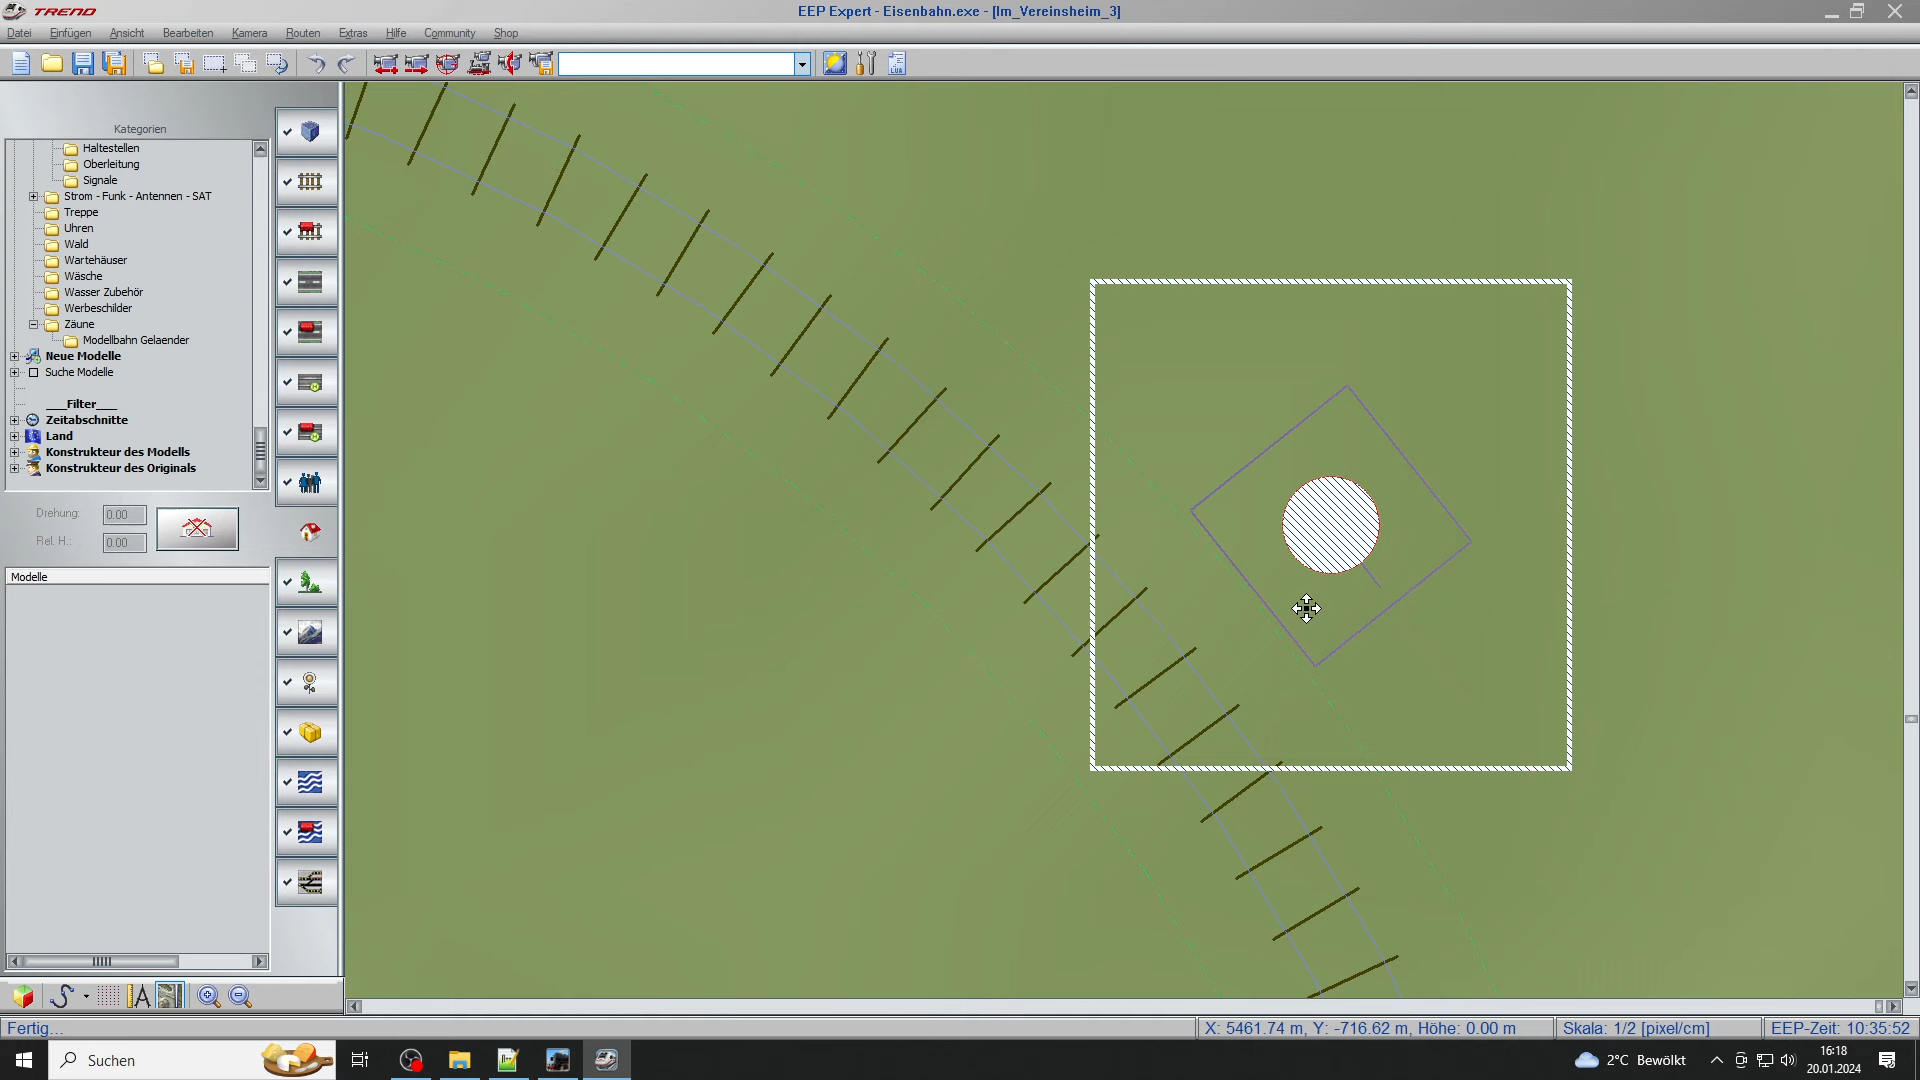 TREND
EEP Expert - Eisenbahn.exe - [Im_Vereinsheim_3]
Datei Einfügen Ansicht Bearbeiten Kamera Routen Extras Hilfe Community Shop
LUA
Kategorien
Haltestellen
Oberleitung
Signale
Strom - Funk - Antennen - SAT
Treppe
Uhren
Wald
Wartehäuser
Wäsche
Wasser Zubehör
Werbeschilder
Zäune
Modellbahn Gelaender
Neue Modelle
Suche Modelle
___Filter___
Zeitabschnitte
Land
Konstrukteur des Modells
Konstrukteur des Originals
Drehung: 0.00
Rel. H.: 0.00
Modelle
Fertig...
X: 5461.74 m, Y: -716.62 m, Höhe: 0.00 m
Skala: 1/2 [pixel/cm]
EEP-Zeit: 10:35:52
Suchen
2°C Bewölkt
16:18
20.01.2024